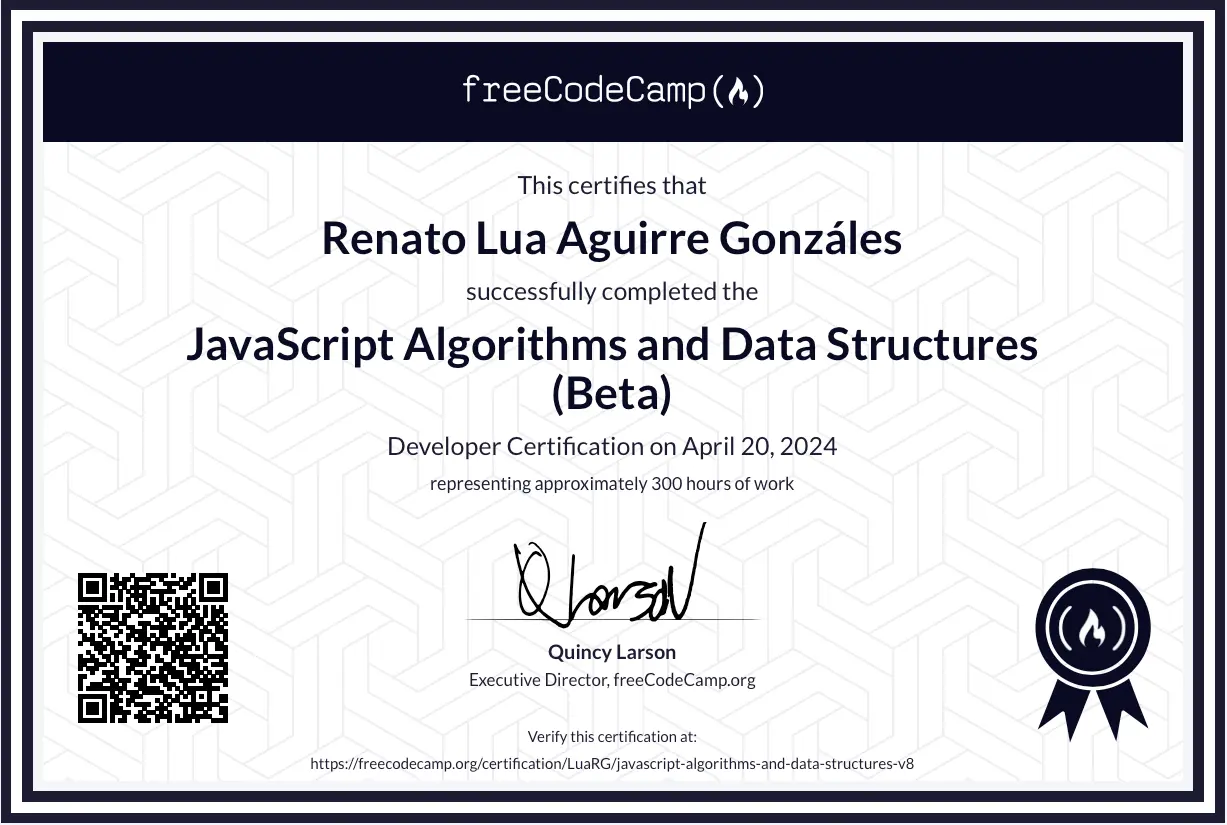 freeCodeCamp
This certifies that
Renato Lua Aguirre Gonzáles
successfully completed the
JavaScript Algorithms and Data Structures
(Beta)
Developer Certification on April 20, 2024
representing approximately 300 hours of work
Q Larson
Quincy Larson
Executive Director, freeCodeCamp.org
Verify this certification at:
https://freecodecamp.org/certification/LuaRG/javascript-algorithms-and-data-structures-v8